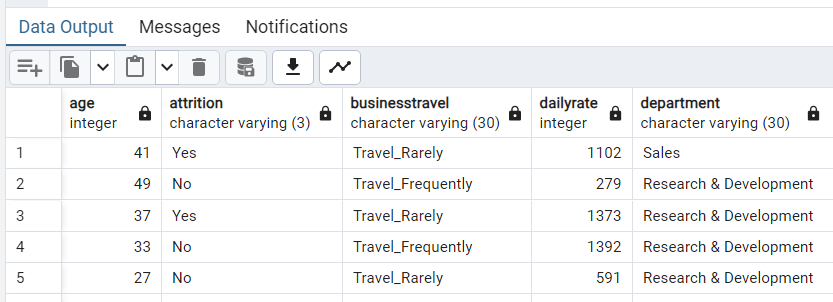 Data Output Messages Notifications
age attrition businesstravel dailyrate department
integer character varying (3) character varying (30) integer character varying (30)
1 41 Yes Travel_Rarely 1102 Sales
2 49 No Travel_Frequently 279 Research & Development
3 37 Yes Travel_Rarely 1373 Research & Development
4 33 No Travel_Frequently 1392 Research & Development
5 27 No Travel_Rarely 591 Research & Development